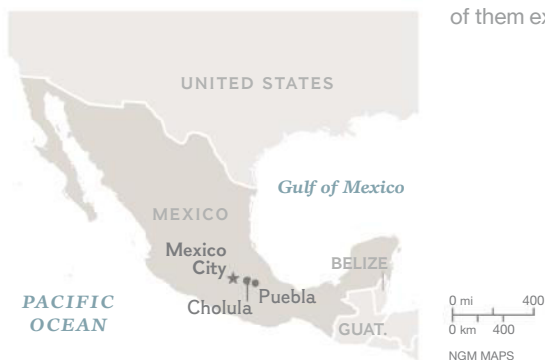 of them ex
UNITED STATES
Gulf of Mexico
MEXICO
Mexico
City
BELIZE
PACIFIC
OCEAN
Cholula
Puebla
GUAT.
0 mi 400
0 km 400
NGM MAPS